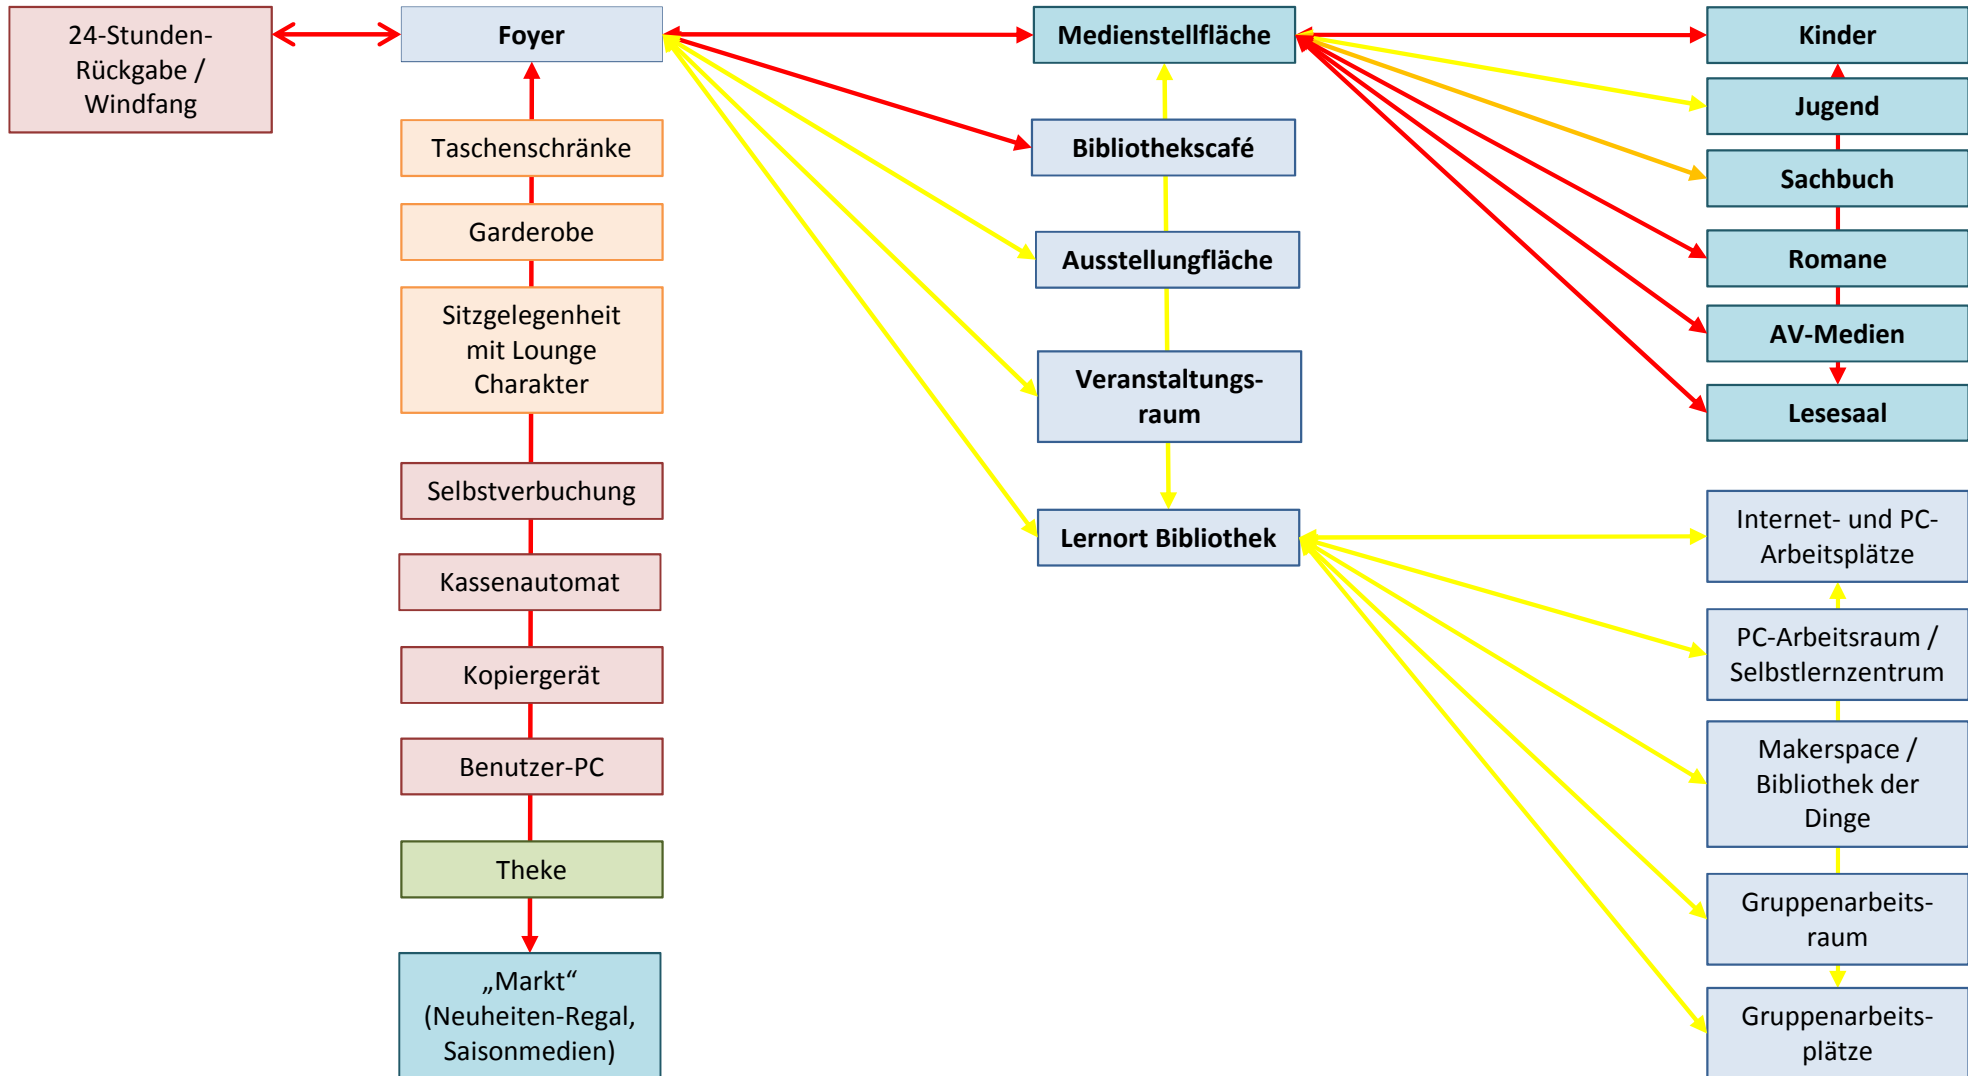 24-Stunden-
Rückgabe /
Windfang
Foyer
Taschenschränke
Garderobe
Sitzgelegenheit
mit Lounge
Charakter
Selbstverbuchung
Kassenautomat
Kopiergerät
Benutzer-PC
Theke
„Markt“
(Neuheiten-Regal,
Saisonmedien)
Medienstellfläche
Bibliothekscafé
Ausstellungfläche
Veranstaltungs-
raum
Lernort Bibliothek
Kinder
Jugend
Sachbuch
Romane
AV-Medien
Lesesaal
Internet- und PC-
Arbeitsplätze
PC-Arbeitsraum /
Selbstlernzentrum
Makerspace /
Bibliothek der
Dinge
Gruppenarbeits-
raum
Gruppenarbeits-
plätze